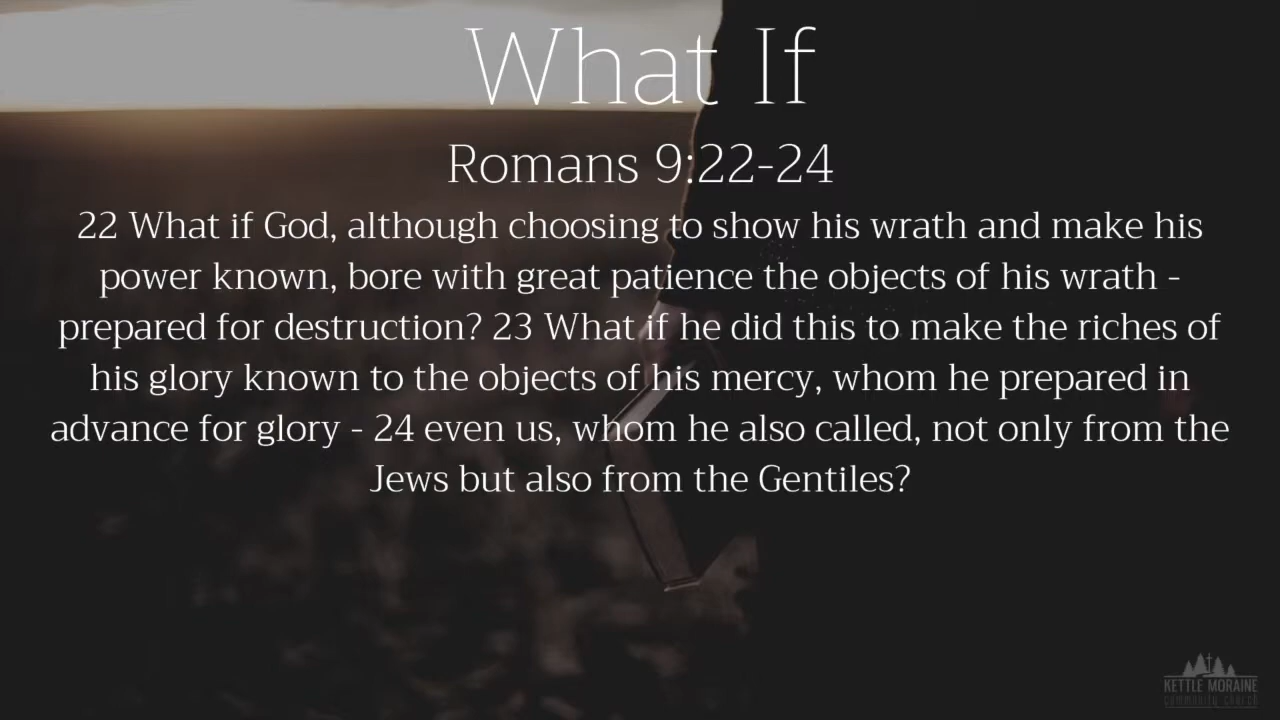 What If
Romans 9:22-24
22 What if God, although choosing to show his wrath and make his
power known, bore with great patience the objects of his wrath -
prepared for destruction? 23 What if he did this to make the riches of
his glory known to the objects of his mercy, whom he prepared in
advance for glory - 24 even us, whom he also called, not only from the
Jews but also from the Gentiles?
KETTLE MORAINE
community church